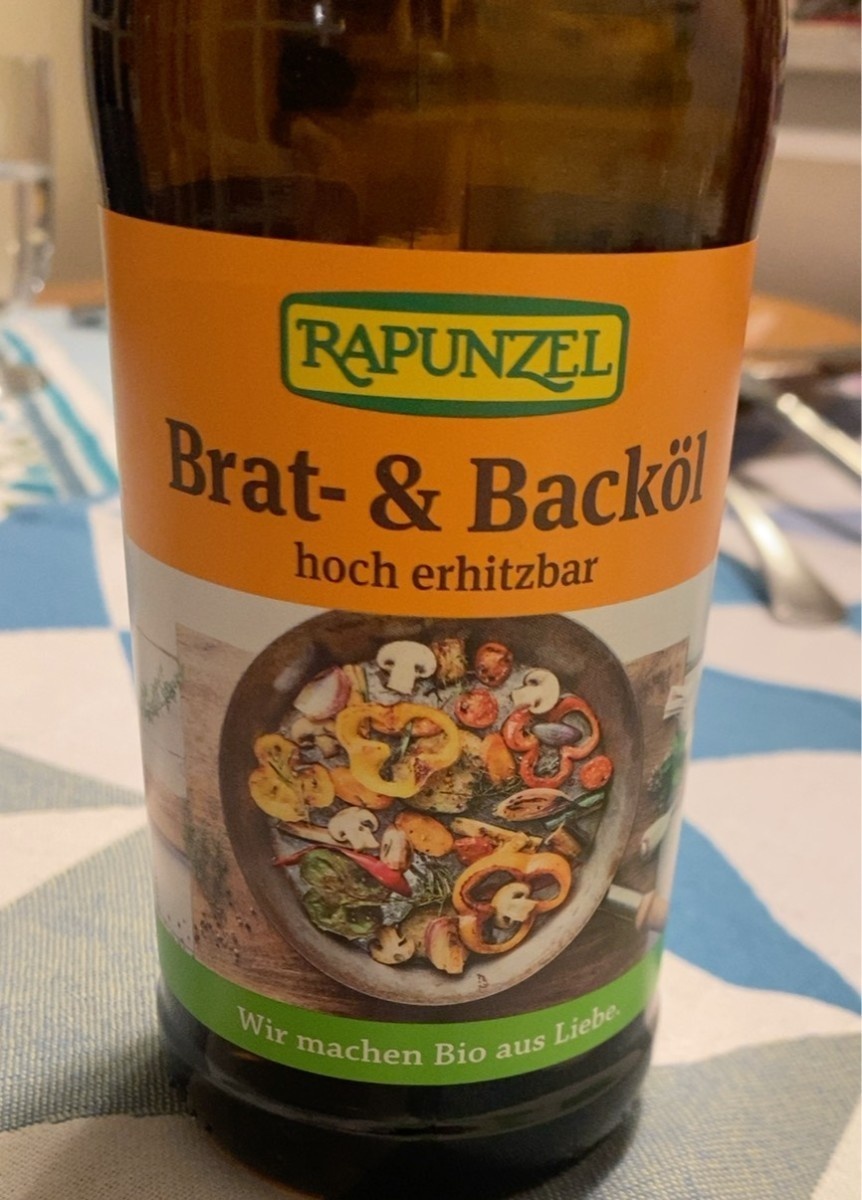 RAPUNZEL
Brat- & Backöl
hoch erhitzbar
Wir machen Bio aus Liebe.